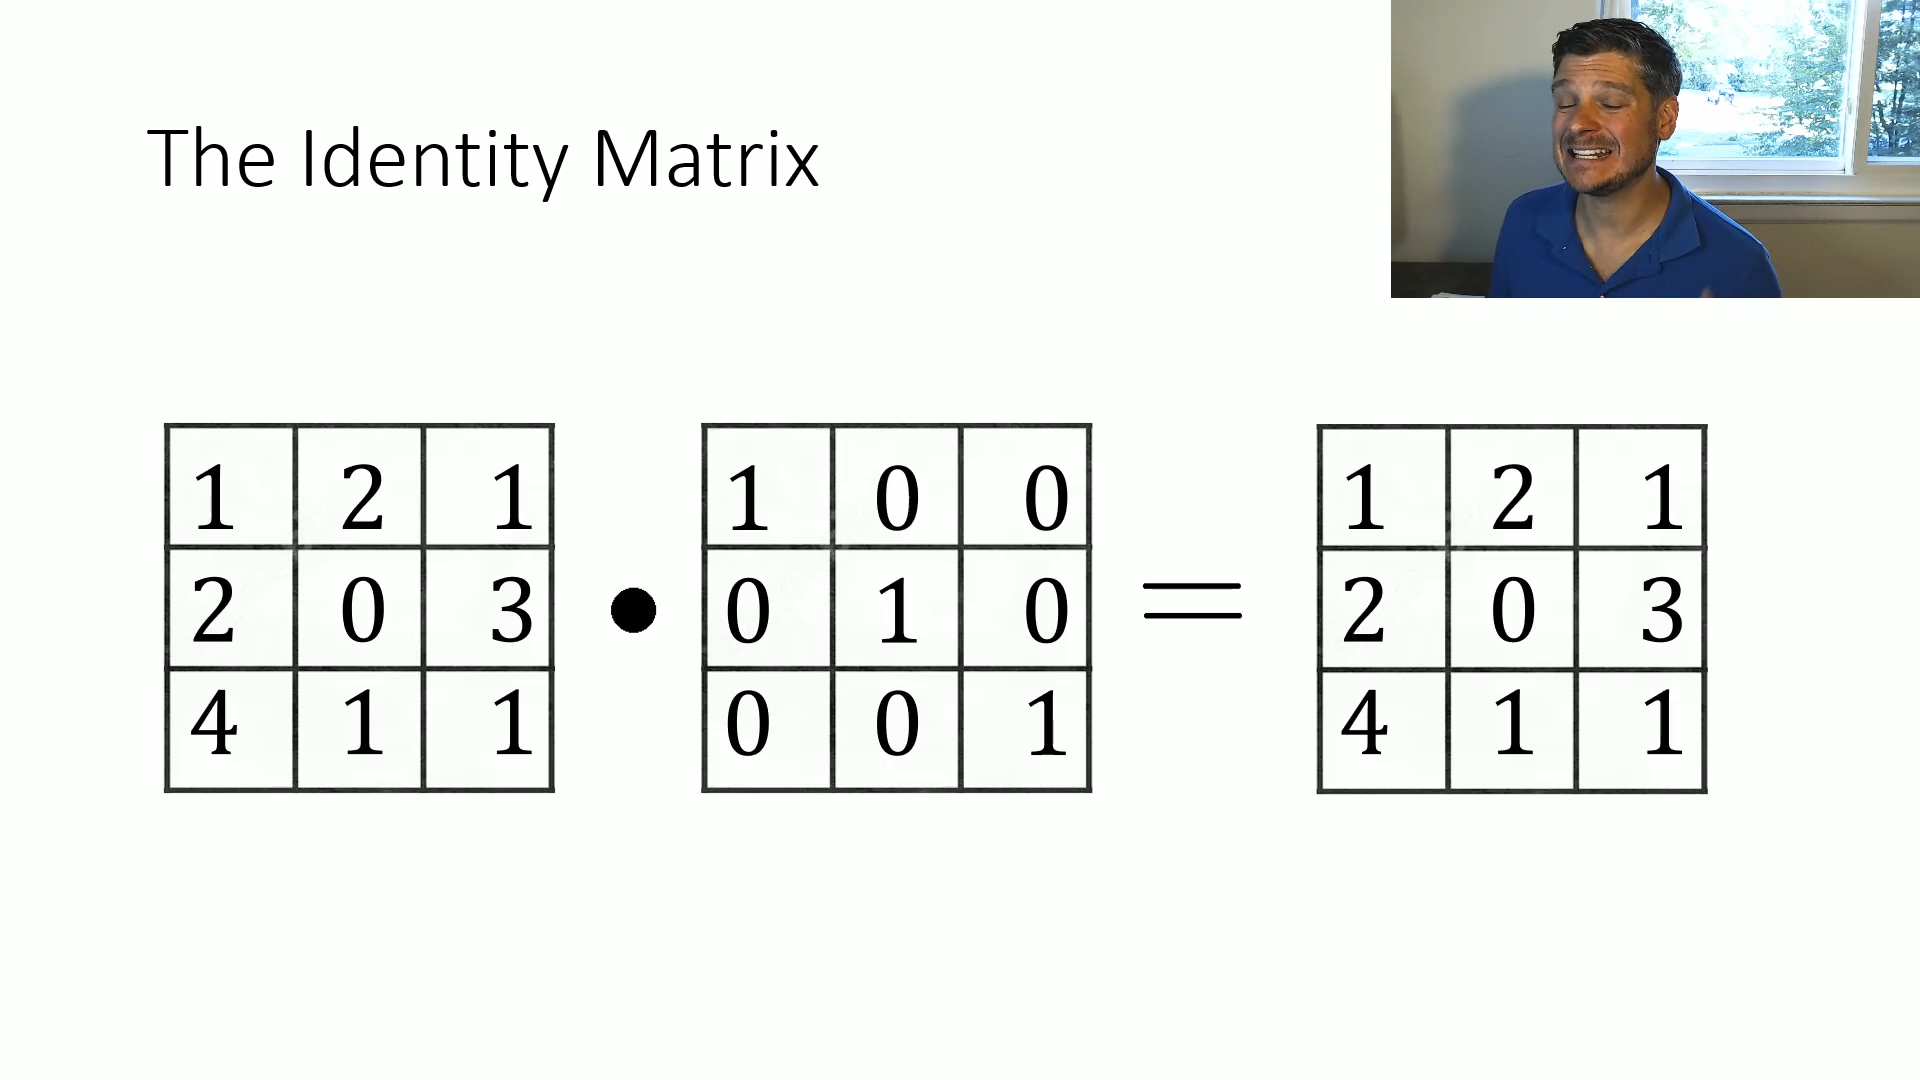 The Identity Matrix
1 2 1 1 0 0 1 2 1
2 0 3 • 0 1 0 = 2 0 3
4 1 1 0 0 1 4 1 1